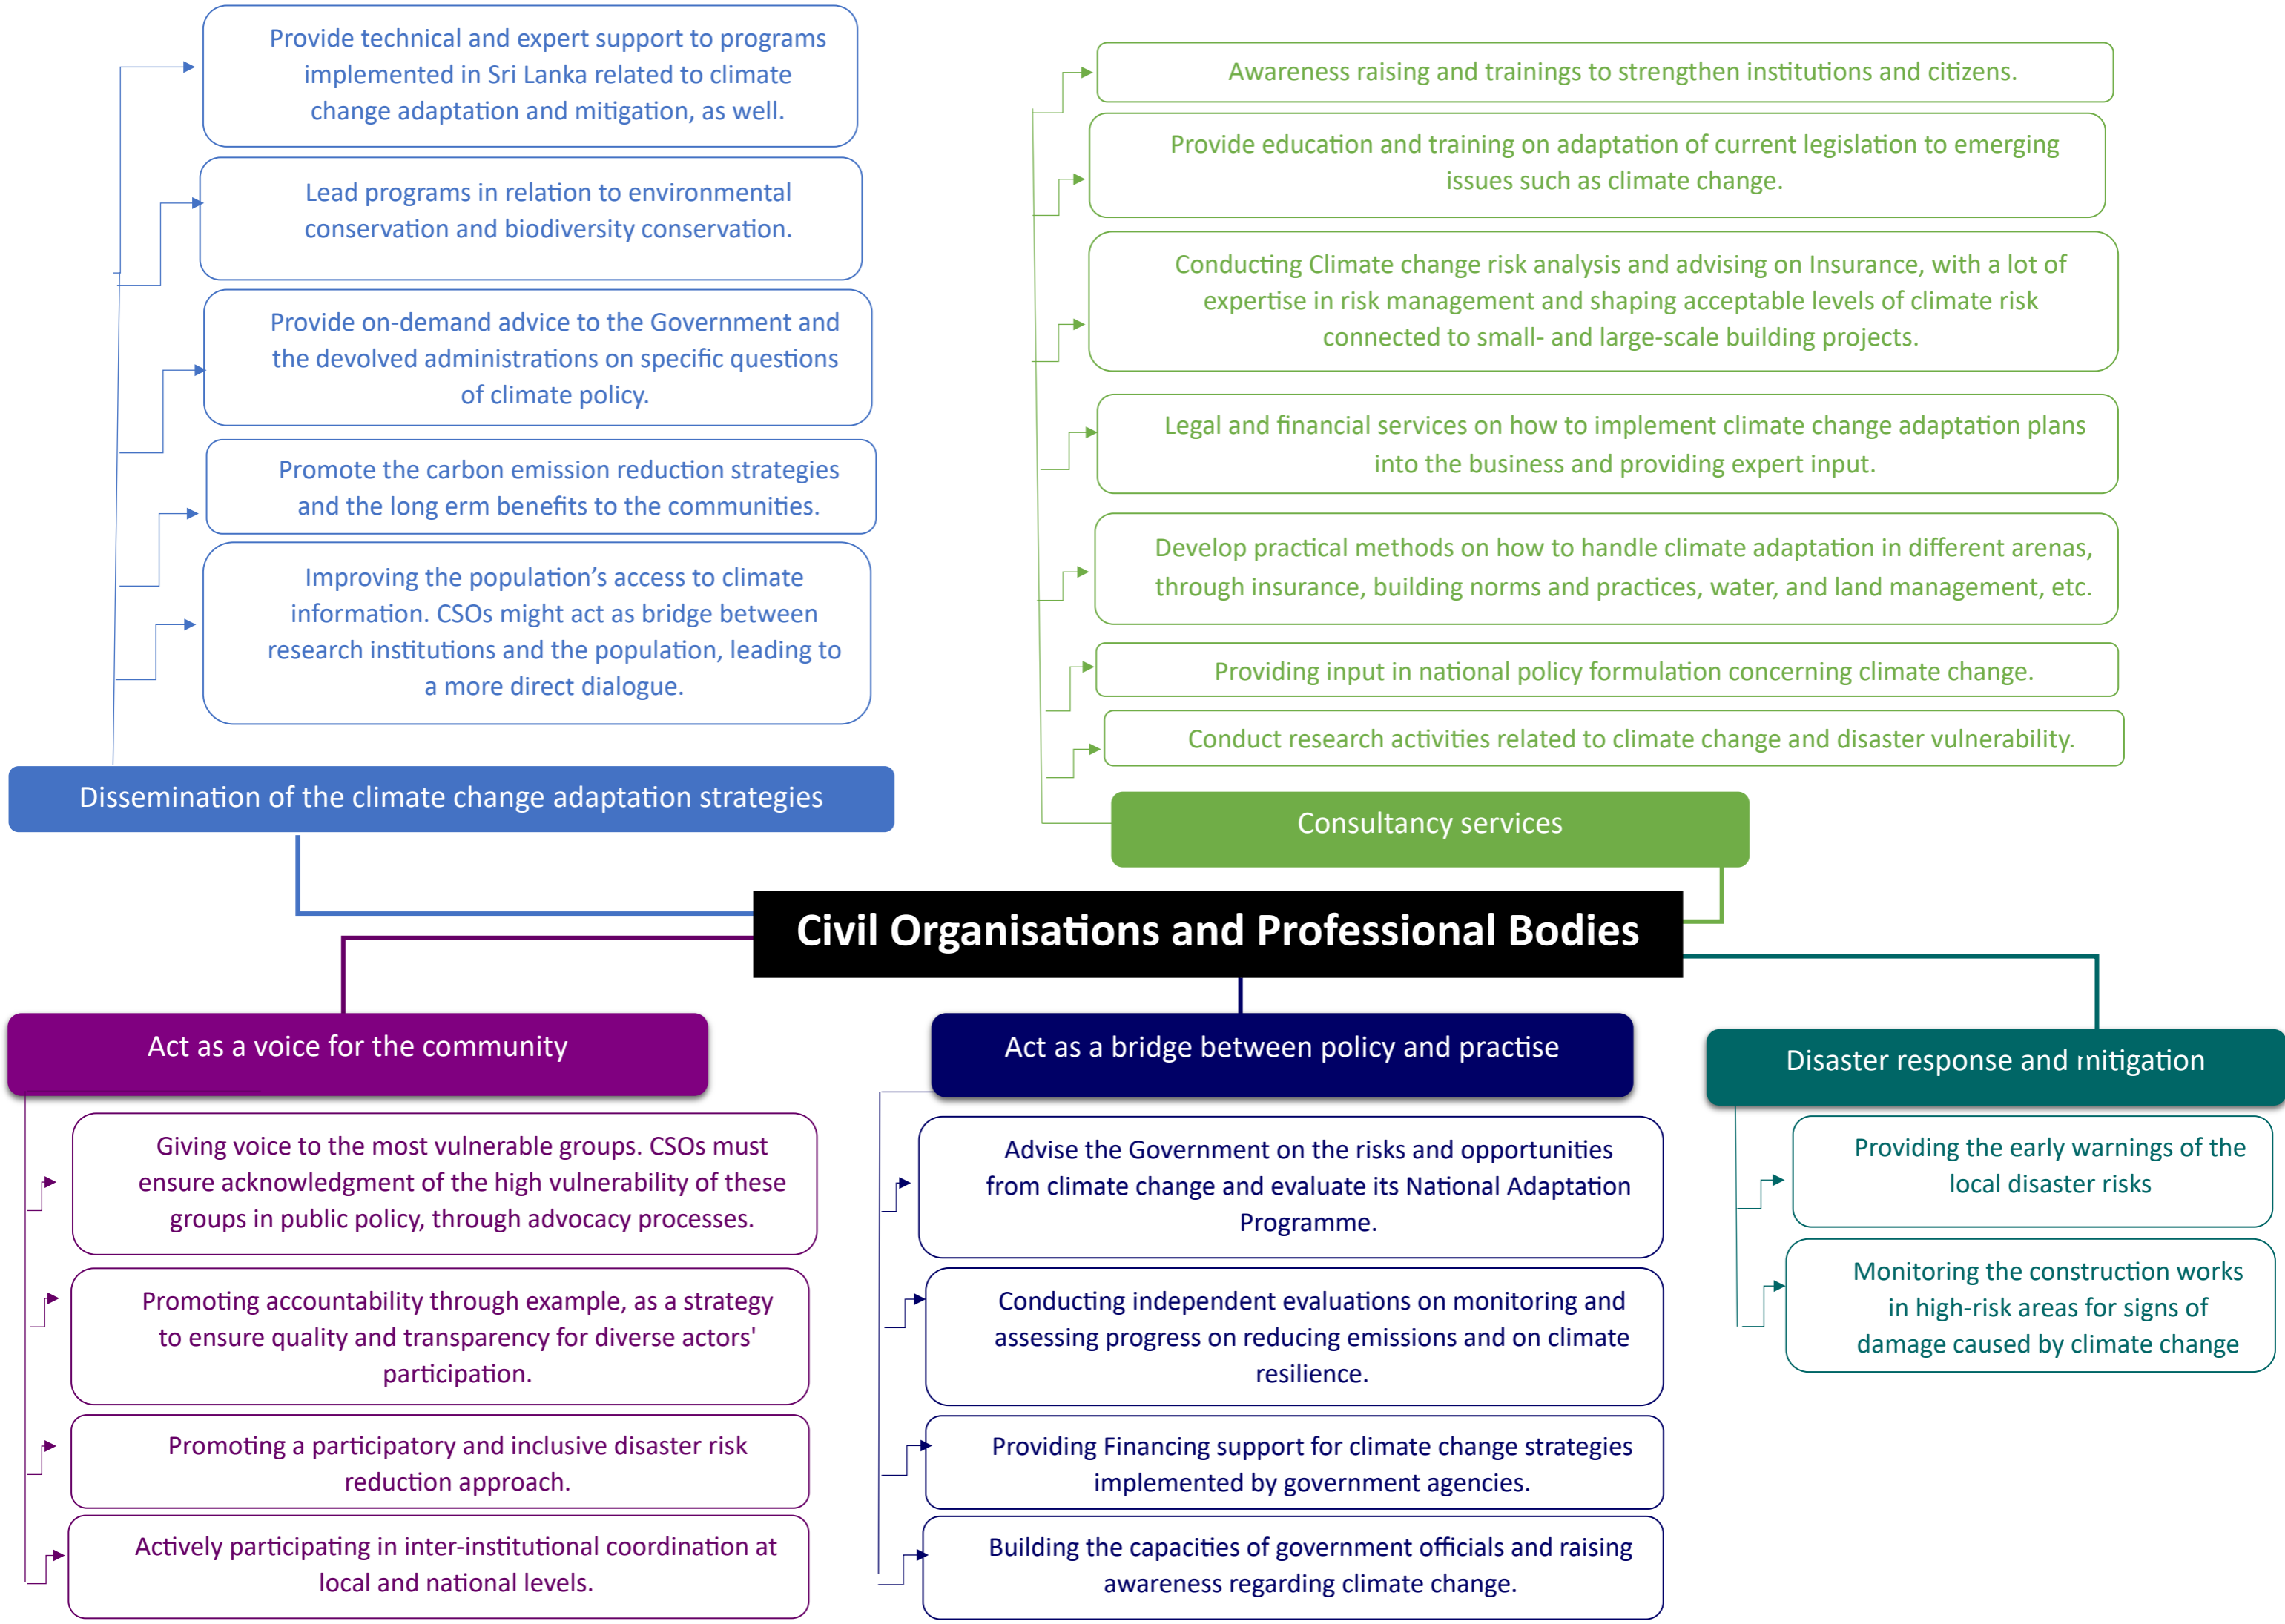 Provide technical and expert support to programs
implemented in Sri Lanka related to climate
change adaptation and mitigation, as well.
Lead programs in relation to environmental
conservation and biodiversity conservation.
Provide on-demand advice to the Government and
the devolved administrations on specific questions
of climate policy.
Promote the carbon emission reduction strategies
and the long erm benefits to the communities.
Improving the population’s access to climate
information. CSOs might act as bridge between
research institutions and the population, leading to
a more direct dialogue.
Dissemination of the climate change adaptation strategies
Awareness raising and trainings to strengthen institutions and citizens.
Provide education and training on adaptation of current legislation to emerging
issues such as climate change.
Conducting Climate change risk analysis and advising on Insurance, with a lot of
expertise in risk management and shaping acceptable levels of climate risk
connected to small- and large-scale building projects.
Legal and financial services on how to implement climate change adaptation plans
into the business and providing expert input.
Develop practical methods on how to handle climate adaptation in different arenas,
through insurance, building norms and practices, water, and land management, etc.
Providing input in national policy formulation concerning climate change.
Conduct research activities related to climate change and disaster vulnerability.
Consultancy services
Civil Organisations and Professional Bodies
Act as a voice for the community
Giving voice to the most vulnerable groups. CSOs must
ensure acknowledgment of the high vulnerability of these
groups in public policy, through advocacy processes.
Promoting accountability through example, as a strategy
to ensure quality and transparency for diverse actors'
participation.
Promoting a participatory and inclusive disaster risk
reduction approach.
Actively participating in inter-institutional coordination at
local and national levels.
Act as a bridge between policy and practise
Advise the Government on the risks and opportunities
from climate change and evaluate its National Adaptation
Programme.
Conducting independent evaluations on monitoring and
assessing progress on reducing emissions and on climate
resilience.
Providing Financing support for climate change strategies
implemented by government agencies.
Building the capacities of government officials and raising
awareness regarding climate change.
Disaster response and mitigation
Providing the early warnings of the
local disaster risks
Monitoring the construction works
in high-risk areas for signs of
damage caused by climate change